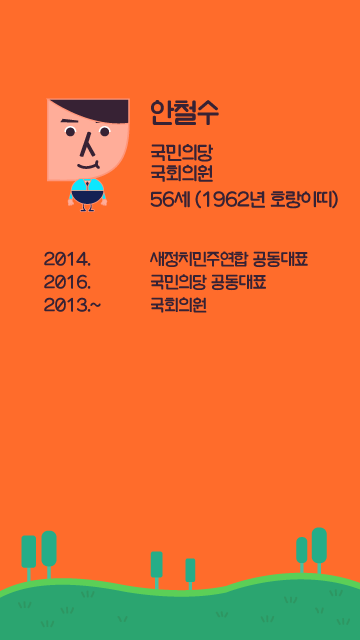 안철수
국민의당
국회의원
56세 (1962년 호랑이띠)
2014. 새정치민주연합 공동대표
2016. 국민의당 공동대표
2013.~ 국회의원